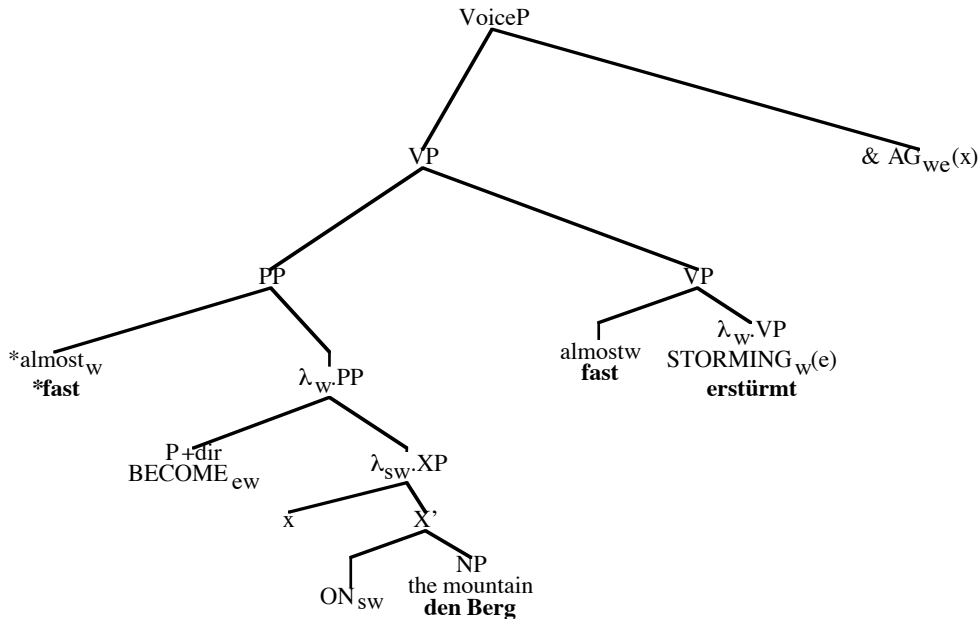 VoiceP
VP
& AG_we(x)
PP
VP
*almost_w
*fast
almostw
fast
λ_w.VP
STORMING_w(e)
erstürmt
λ_w.PP
P+dir
BECOME_ew
λ_sw.XP
x
X’
ON_sw
NP
the mountain
den Berg